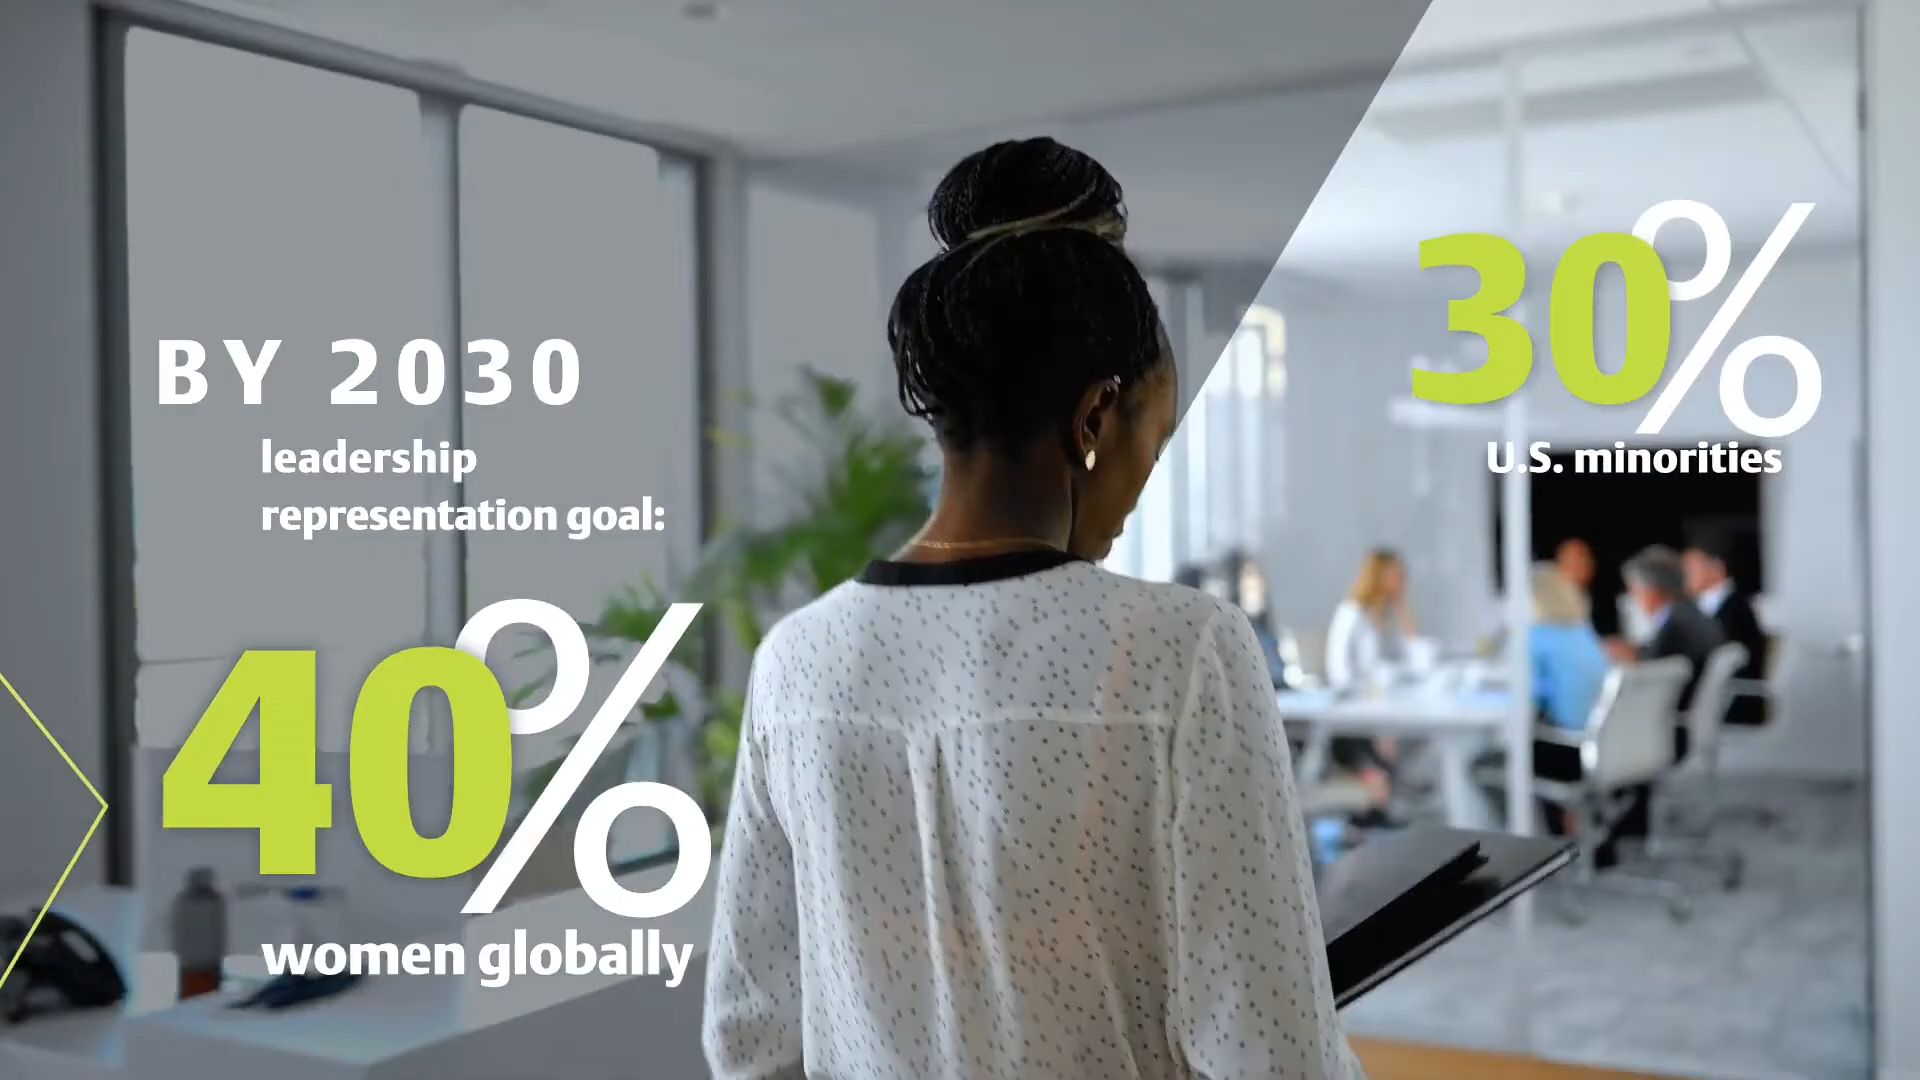 BY 2030
leadership
representation goal:
40%
women globally
30%
U.S. minorities